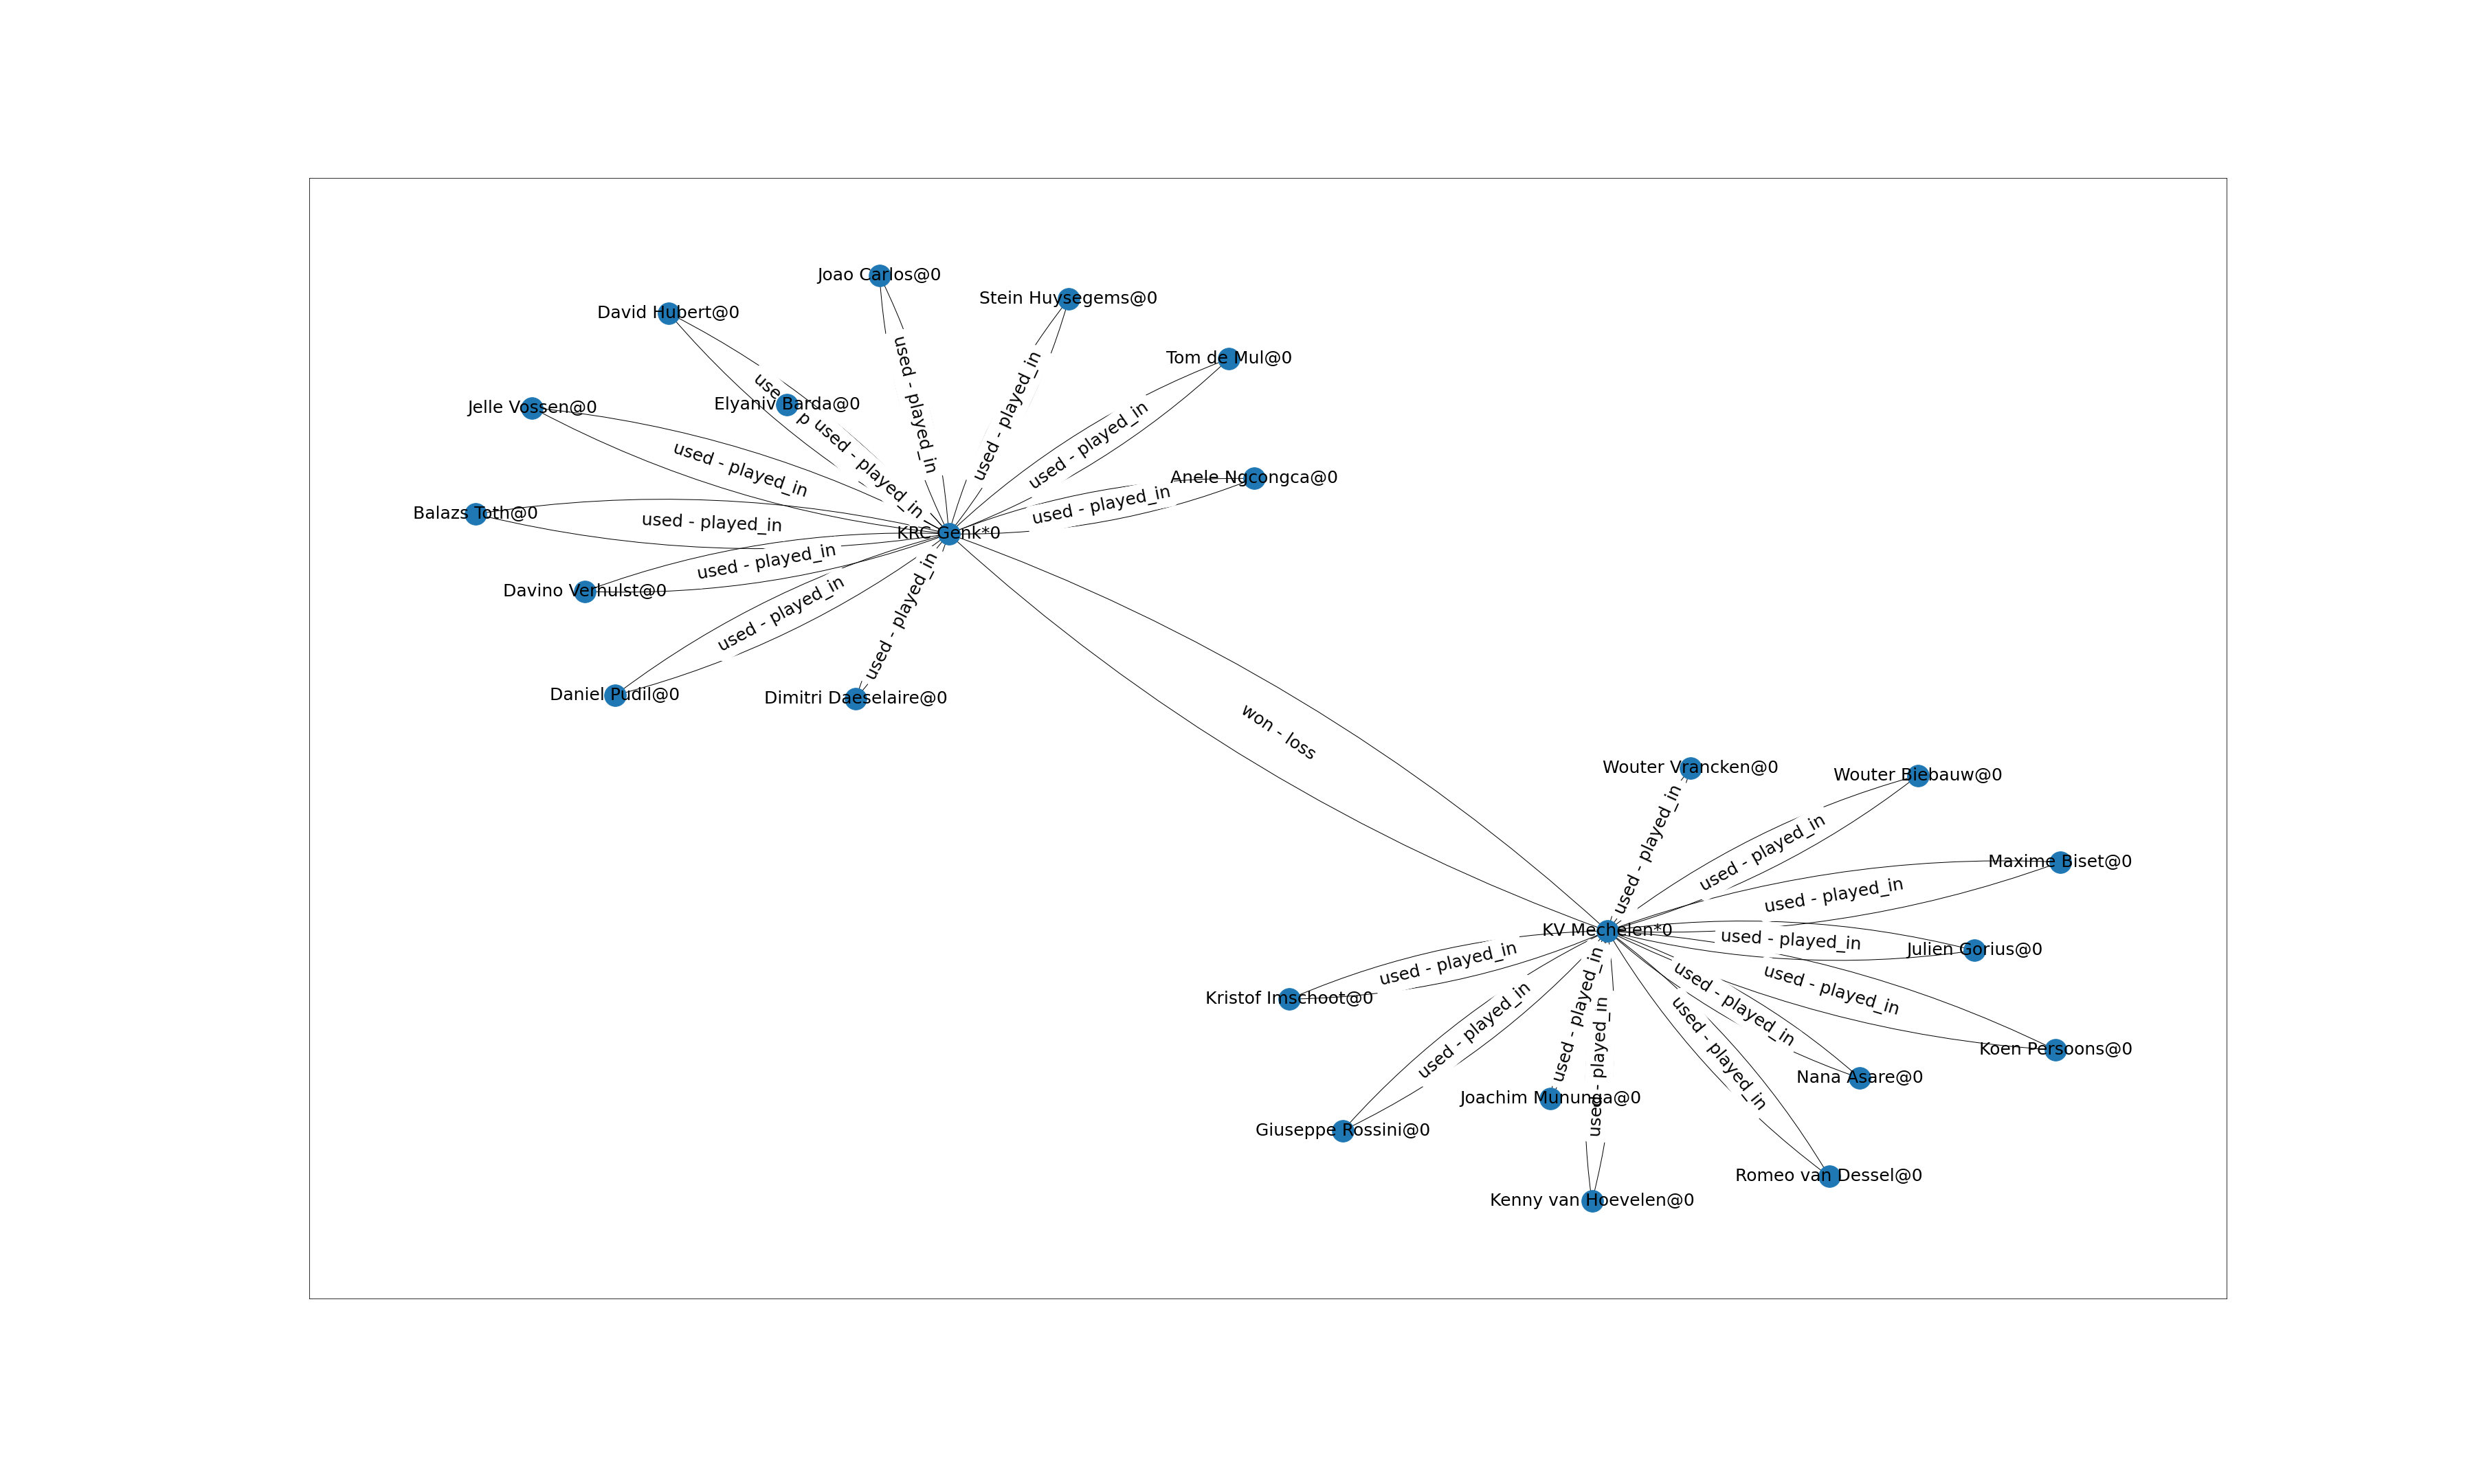 Joao Carlos@0
Stein Huysegems@0
David Hubert@0
Tom de Mul@0
used - played_in
used - played_in
Elyaniv Barda@0
Jelle Vossen@0
used - played_in
used - played_in
used - played_in
Anele Ngcongca@0
used - played_in
Balazs Toth@0
used - played_in
KRC Genk*0
used - played_in
Davino Verhulst@0
used - played_in
used - played_in
Daniel Pudil@0
Dimitri Daeselaire@0
won - loss
Wouter Vrancken@0
Wouter Biebauw@0
used - played_in
used - played_in
Maxime Biset@0
used - played_in
KV Mechelen*0
used - played_in
Julien Gorius@0
used - played_in
used - played_in
used - played_in
Kristof Imschoot@0
used - played_in
used - played_in
used - played_in
used - played_in
Koen Persoons@0
Nana Asare@0
Joachim Mununga@0
Giuseppe Rossini@0
Romeo van Dessel@0
Kenny van Hoevelen@0